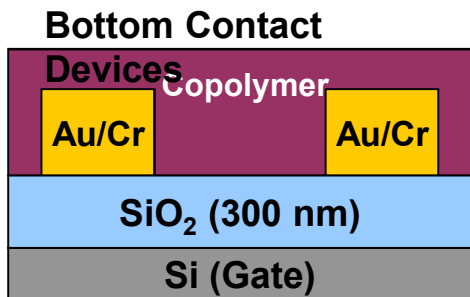 Bottom Contact
Devices
Copolymer
Au/Cr Au/Cr
SiO₂ (300 nm)
Si (Gate)